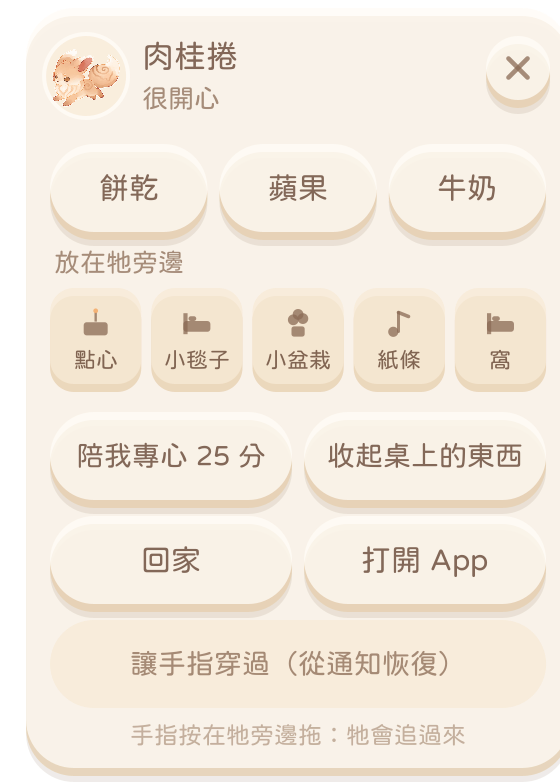 肉桂捲
很開心
餅乾 蘋果 牛奶
放在牠旁邊
點心 小毯子 小盆栽 紙條 窩
陪我專心 25 分 收起桌上的東西
回家 打開 App
讓手指穿過（從通知恢復）
手指按在牠旁邊拖：牠會追過來